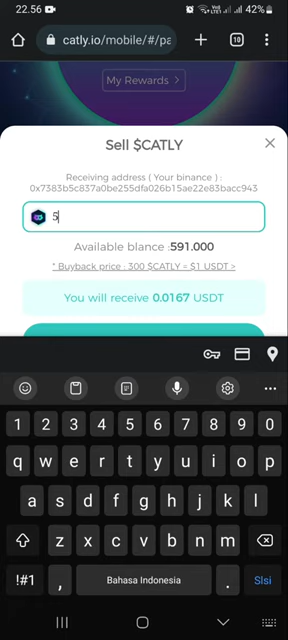 22.56
42%
catly.io/mobile/#/pa
10
My Rewards >
Sell $CATLY
Receiving address ( Your binance ) :
0x7383b5c837a0be255dfa026b15ae22e83bacc943
5
Available blance :591.000
* Buyback price : 300 $CATLY = $1 USDT >
You will receive 0.0167 USDT
1 2 3 4 5 6 7 8 9 0
q w e r t y u i o p
a s d f g h j k l
z x c v b n m
!#1 , Bahasa Indonesia . Slsi